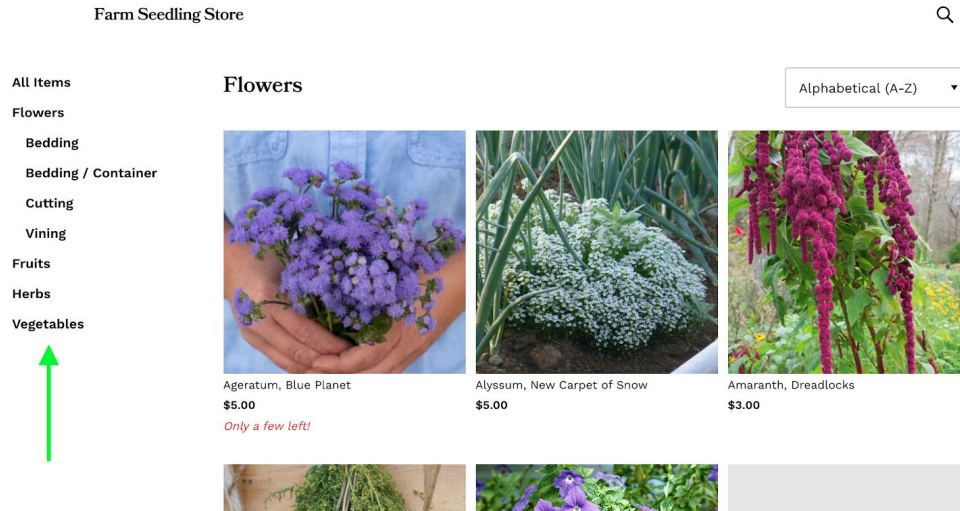 Farm Seedling Store
All Items
Flowers
Bedding
Bedding / Container
Cutting
Vining
Fruits
Herbs
Vegetables
Flowers
Alphabetical (A-Z)
Ageratum, Blue Planet
$5.00
Only a few left!
Alyssum, New Carpet of Snow
$5.00
Amaranth, Dreadlocks
$3.00